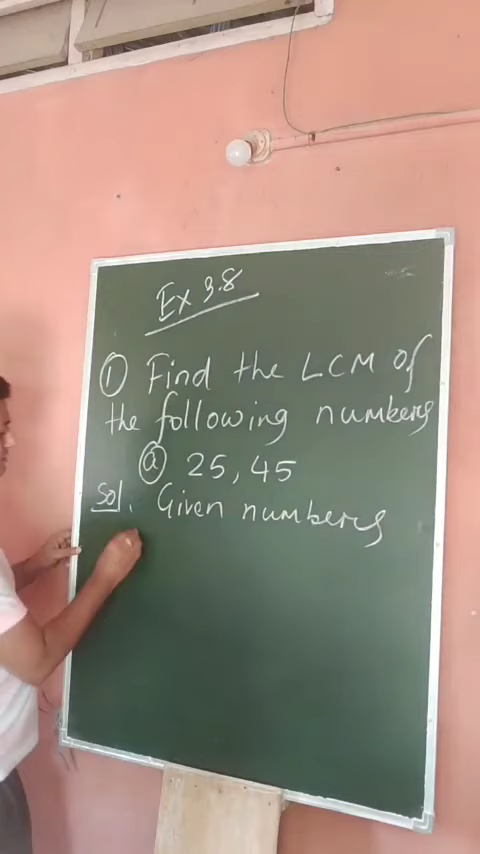 Ex 3.8
① Find the LCM of
the following numbers
ⓐ 25, 45
Sol. Given numbers